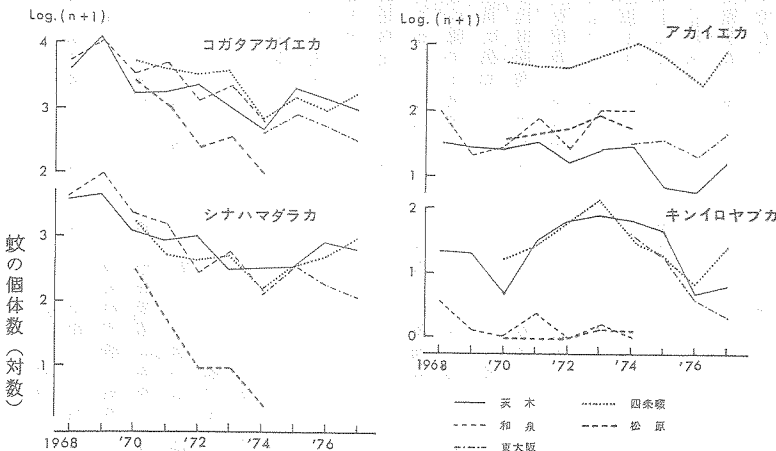 Log.(n+1)
コガタアカイエカ
4
3
2
シナハマダラカ
3
2
1
蚊の個体数(対数)
1968 '70 '72 '74 '76
Log.(n+1)
アカイエカ
3
2
1
キンイロヤブカ
2
1
0
1968 '70 '72 '74 '76
茨木
和泉
東大阪
四条畷
松原